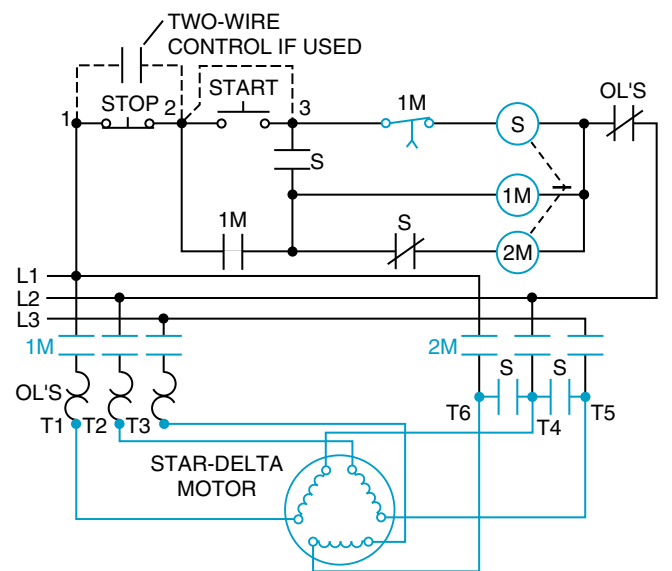 TWO-WIRE
CONTROL IF USED
START
OL'S
1 STOP 2
3
1M
S
S
1M
1M
S
2M
L1
L2
L3
1M
2M
S
S
OL'S
T1 T2 T3
T6
T4
T5
STAR-DELTA
MOTOR